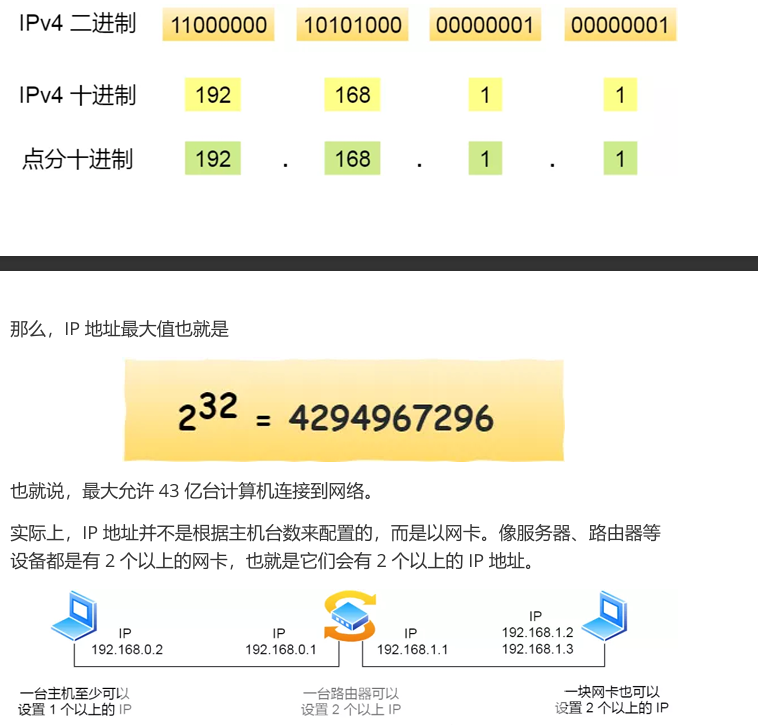 IPv4 二进制 11000000 10101000 00000001 00000001
IPv4 十进制 192 168 1 1
点分十进制 192 . 168 . 1 . 1
那么，IP 地址最大值也就是
2^32 = 4294967296
也就说，最大允许 43 亿台计算机连接到网络。
实际上，IP 地址并不是根据主机台数来配置的，而是以网卡。像服务器、路由器等
设备都是有 2 个以上的网卡，也就是它们会有 2 个以上的 IP 地址。
IP
192.168.0.2
IP
192.168.0.1
IP
192.168.1.1
IP
192.168.1.2
192.168.1.3
一台主机至少可以
设置 1 个以上的 IP
一台路由器可以
设置 2 个以上 IP
一块网卡也可以
设置 2 个以上的 IP